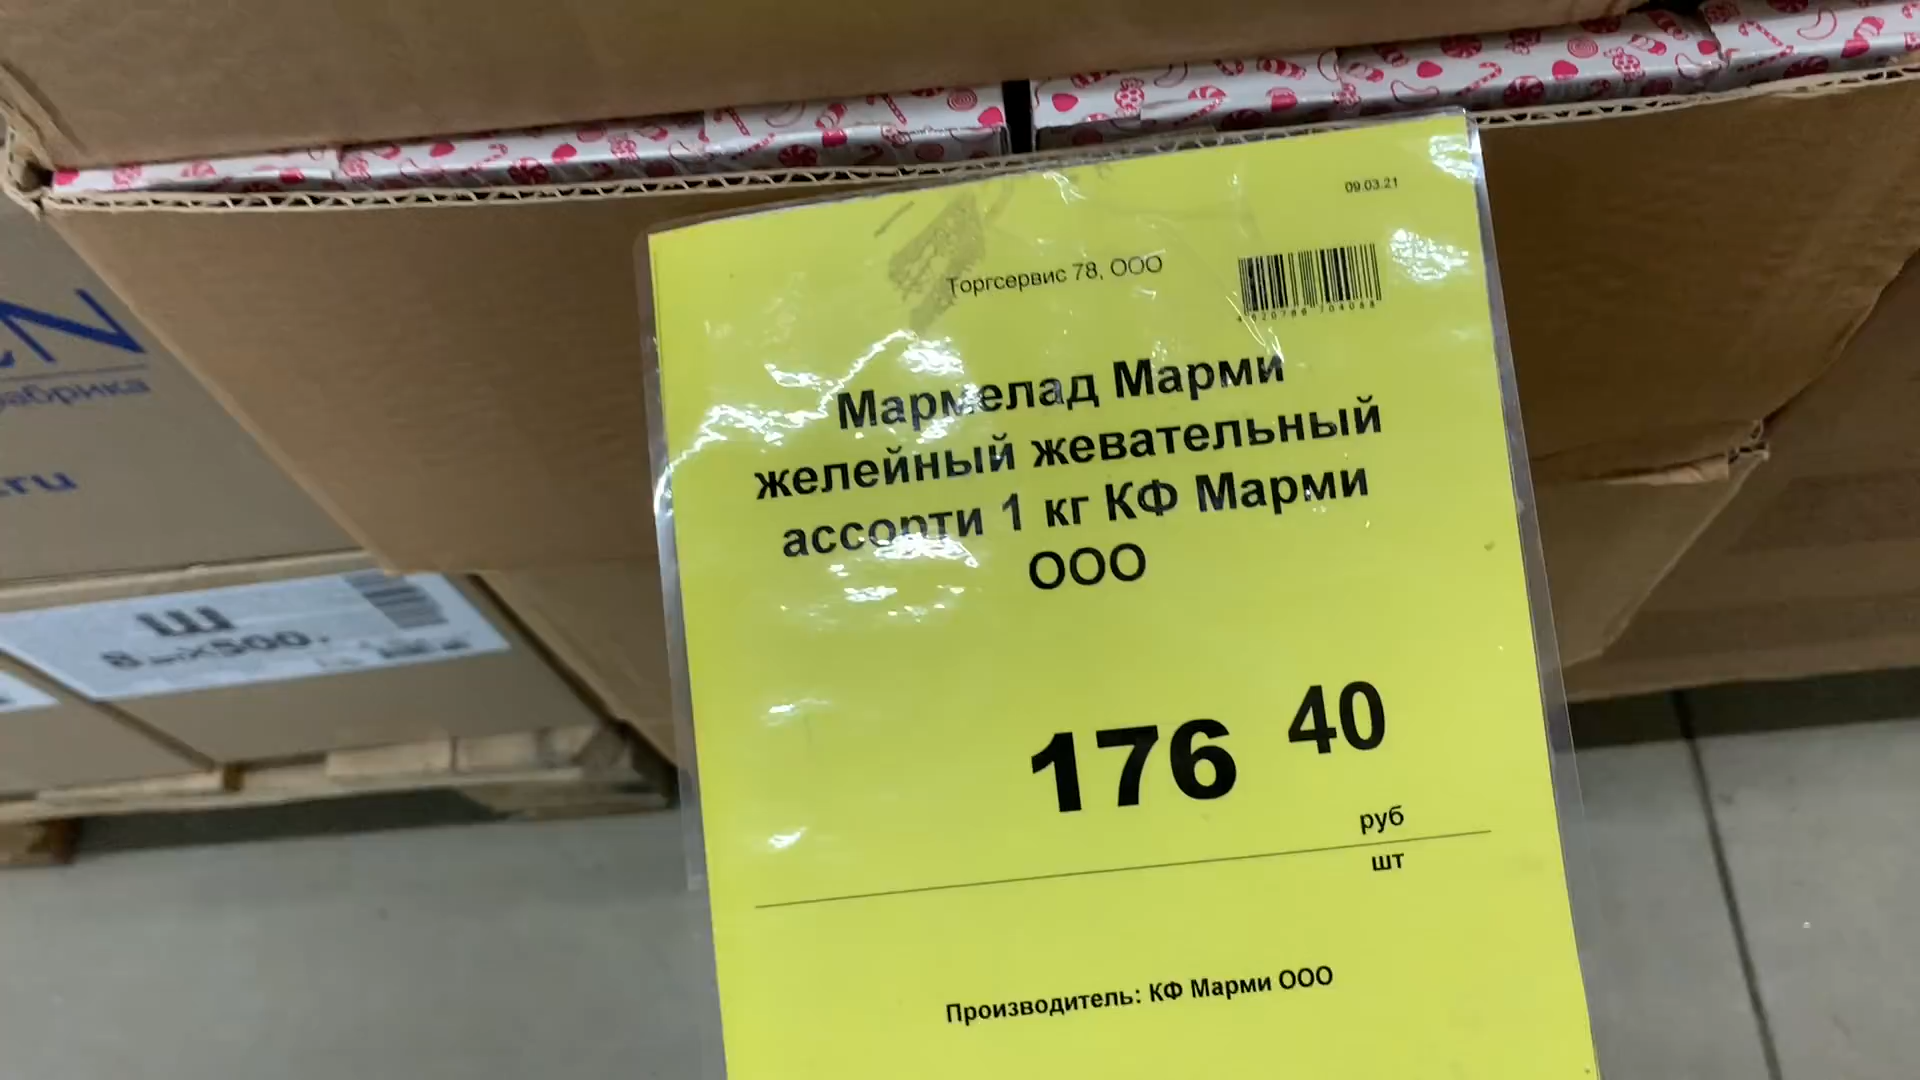 09.03.21
Торгсервис 78, ООО
Мармелад Марми
желейный жевательный
ассорти 1 кг КФ Марми
ООО
176 40
руб
шт
Производитель: КФ Марми ООО